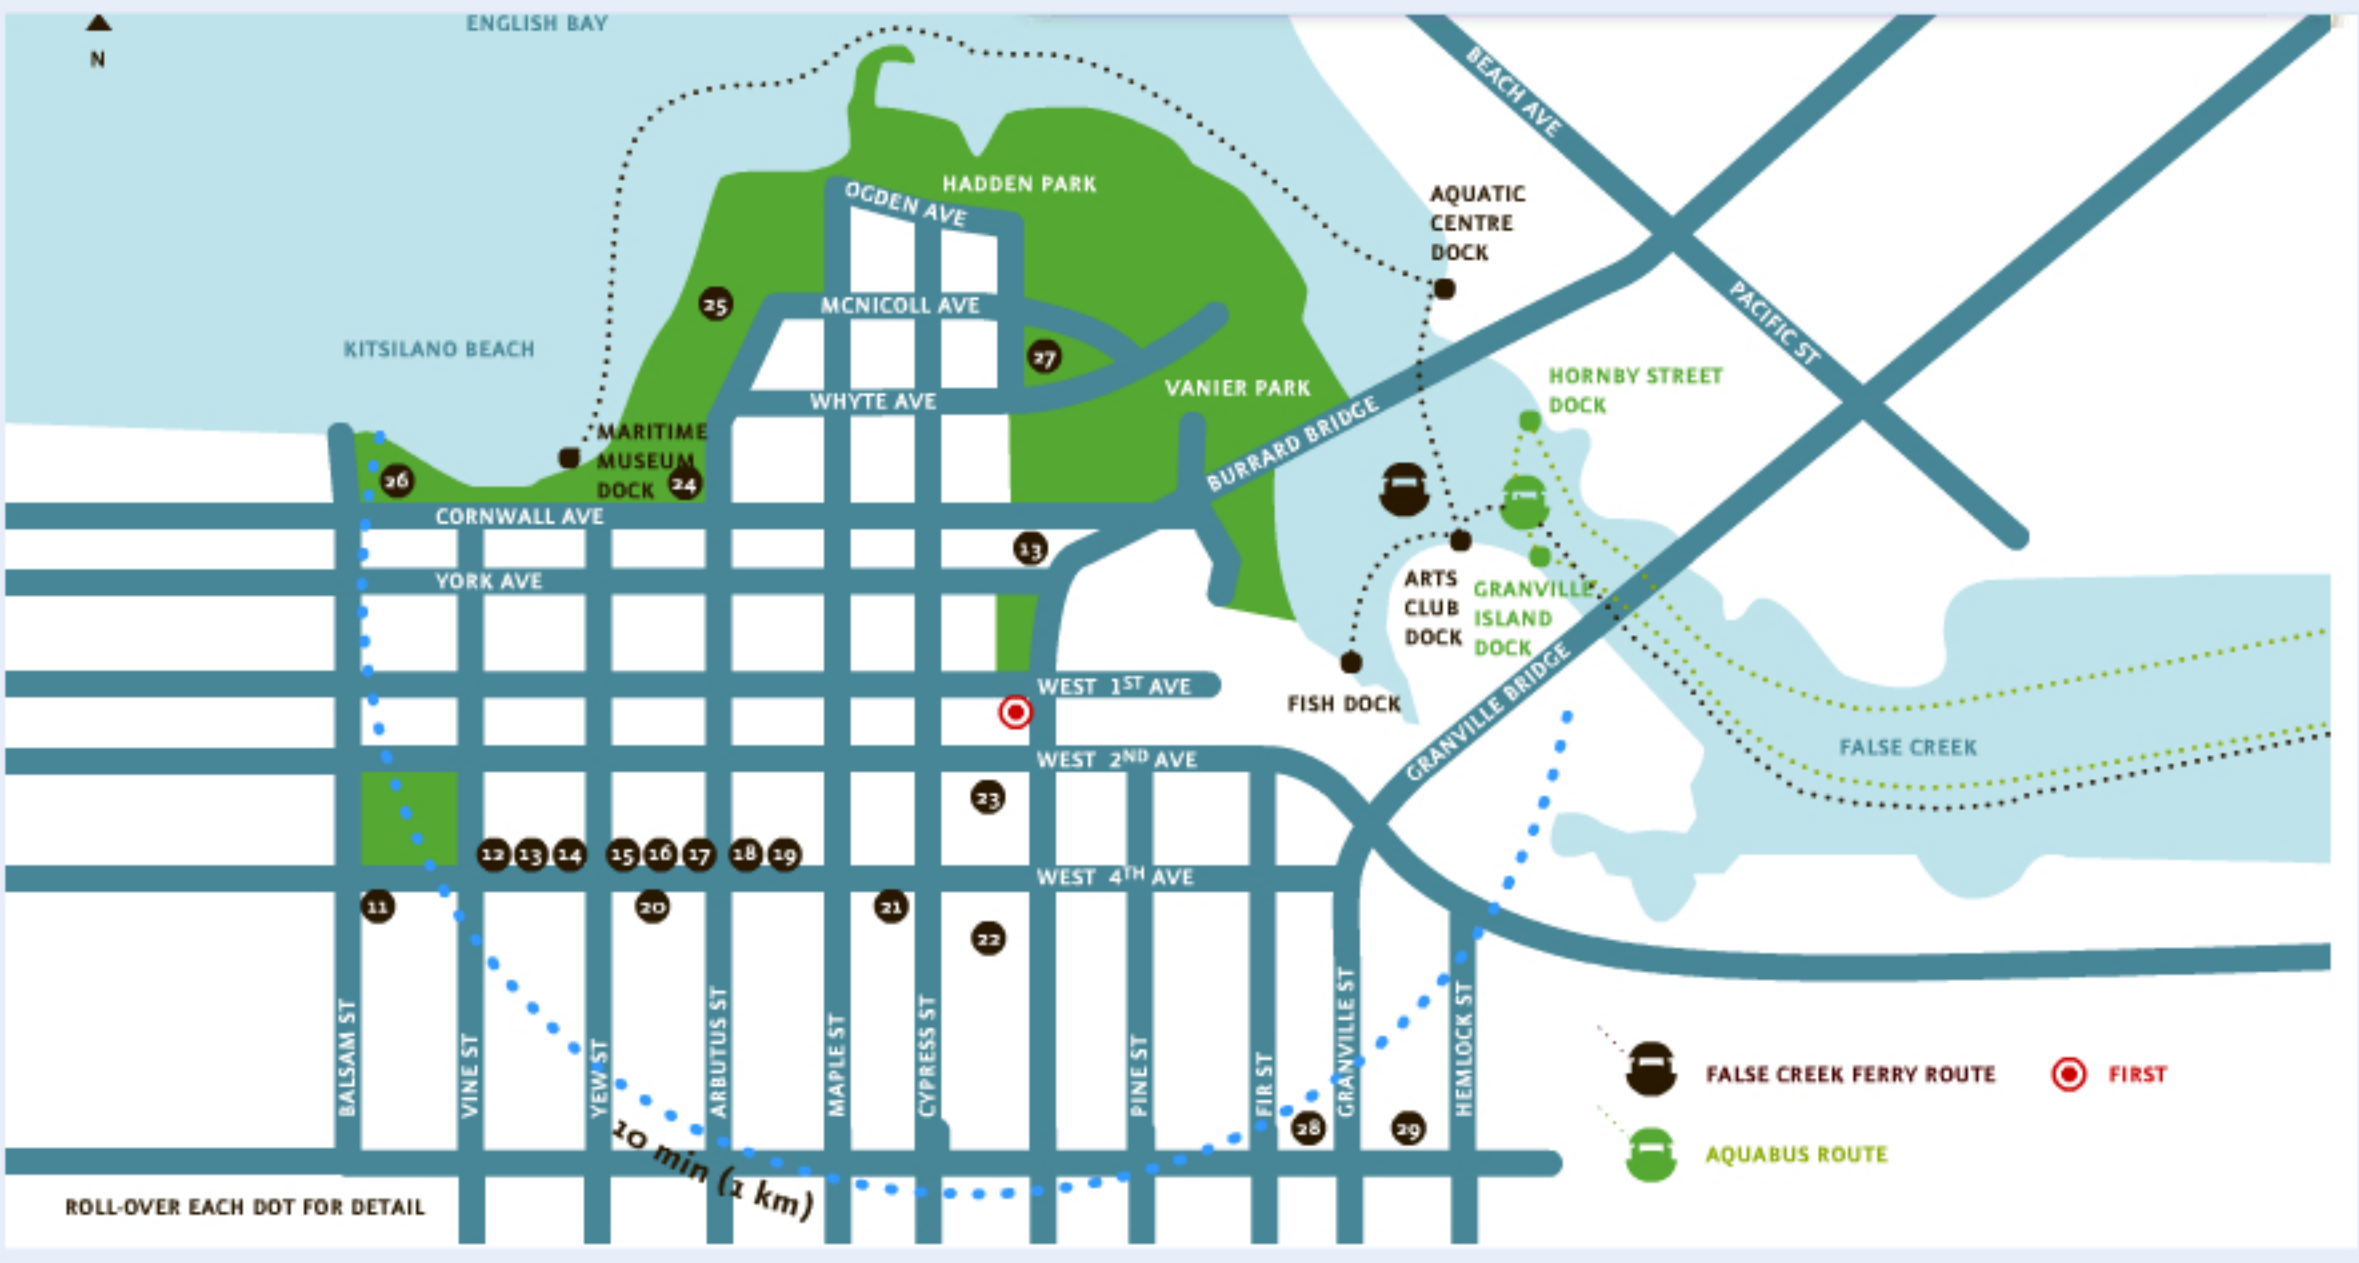 ENGLISH BAY
N
BEACH AVE
HADDEN PARK
OGDEN AVE
AQUATIC
CENTRE
DOCK
25
MCNICOLL AVE
PACIFIC ST
KITSILANO BEACH
27
VANIER PARK
HORNBY STREET
DOCK
WHYTE AVE
BURRARD BRIDGE
MARITIME
MUSEUM
DOCK
24
26
CORNWALL AVE
13
YORK AVE
ARTS
CLUB
DOCK
GRANVILLE
ISLAND
DOCK
WEST 1ST AVE
FISH DOCK
GRANVILLE BRIDGE
WEST 2ND AVE
FALSE CREEK
23
12 13 14 15 16 17 18 19
WEST 4TH AVE
11
20
21
22
BALSAM ST
VINE ST
YEW ST
ARBUTUS ST
MAPLE ST
CYPRESS ST
PINE ST
FIR ST
GRANVILLE ST
HEMLOCK ST
28
29
10 min (1 km)
FALSE CREEK FERRY ROUTE
FIRST
AQUABUS ROUTE
ROLL-OVER EACH DOT FOR DETAIL